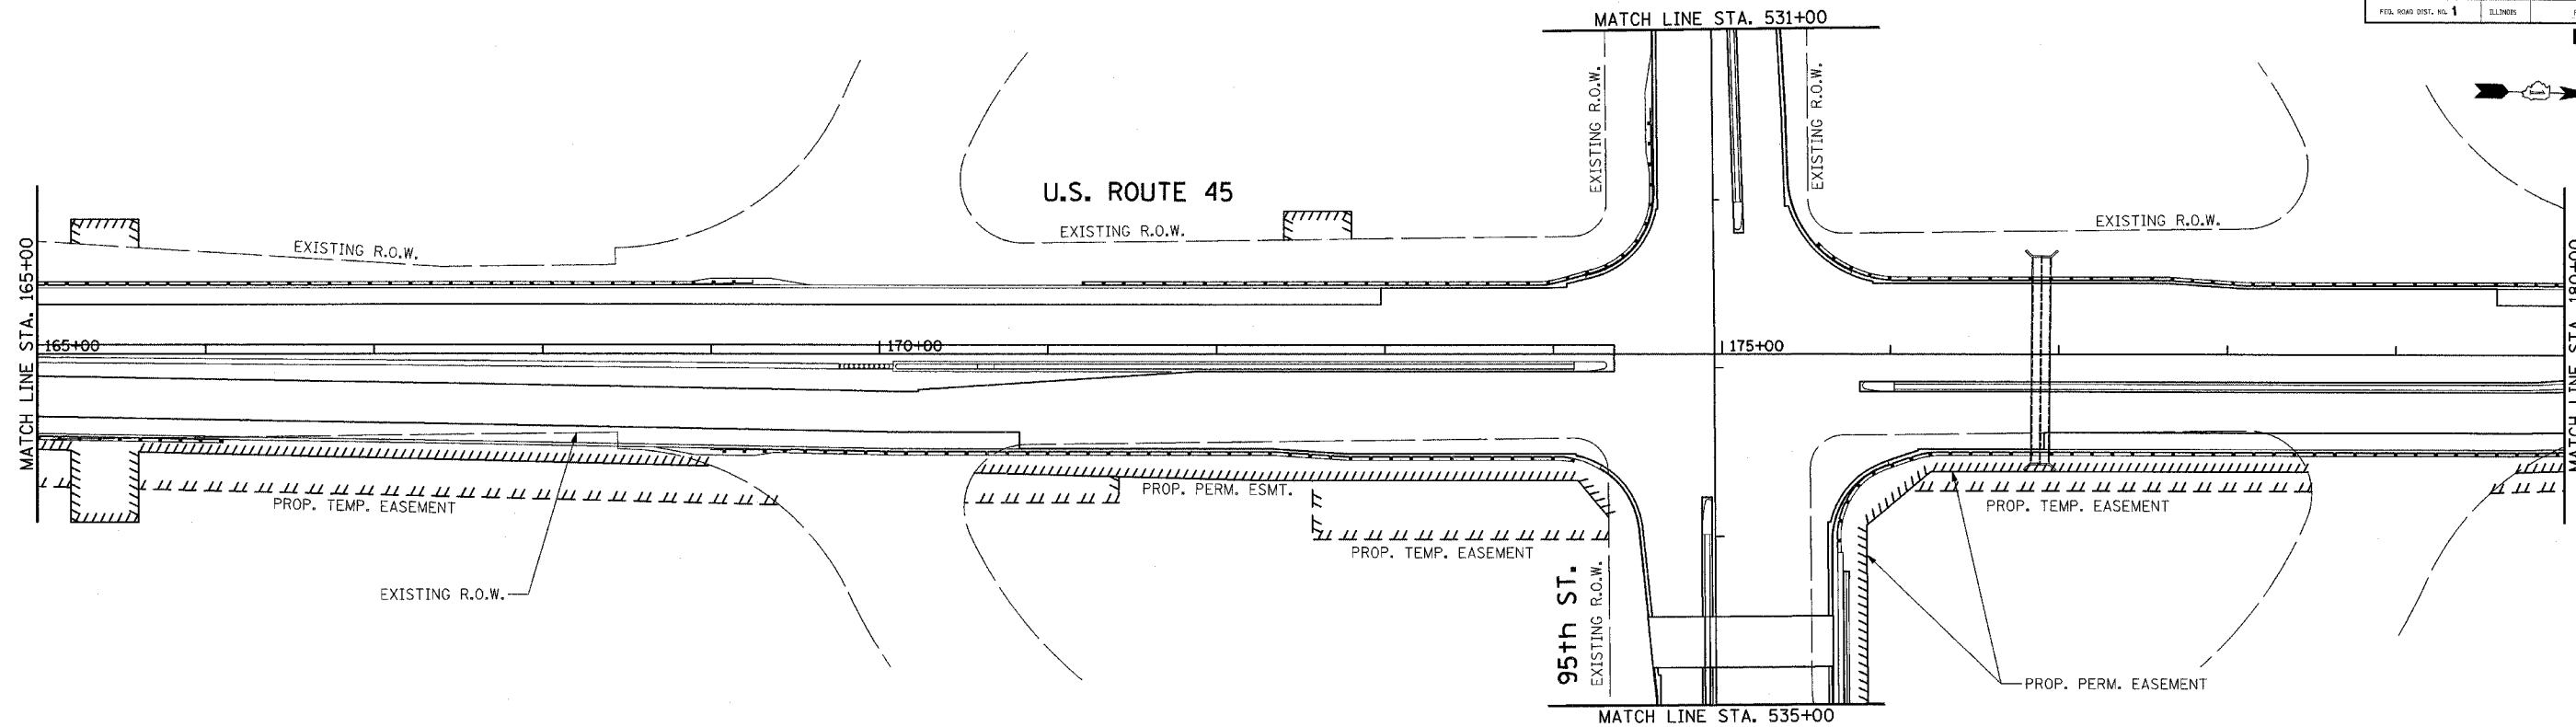 MATCH LINE STA. 531+00
FED. ROAD DIST. NO. 1 ILLINOIS
EXISTING R.O.W.
EXISTING R.O.W.
U.S. ROUTE 45
EXISTING R.O.W.
EXISTING R.O.W.
EXISTING R.O.W.
MATCH LINE STA. 165+00
165+00
170+00
175+00
MATCH LINE STA. 180+00
PROP. TEMP. EASEMENT
PROP. PERM. ESMT.
PROP. TEMP. EASEMENT
PROP. TEMP. EASEMENT
EXISTING R.O.W.
95th ST.
EXISTING R.O.W.
PROP. PERM. EASEMENT
MATCH LINE STA. 535+00